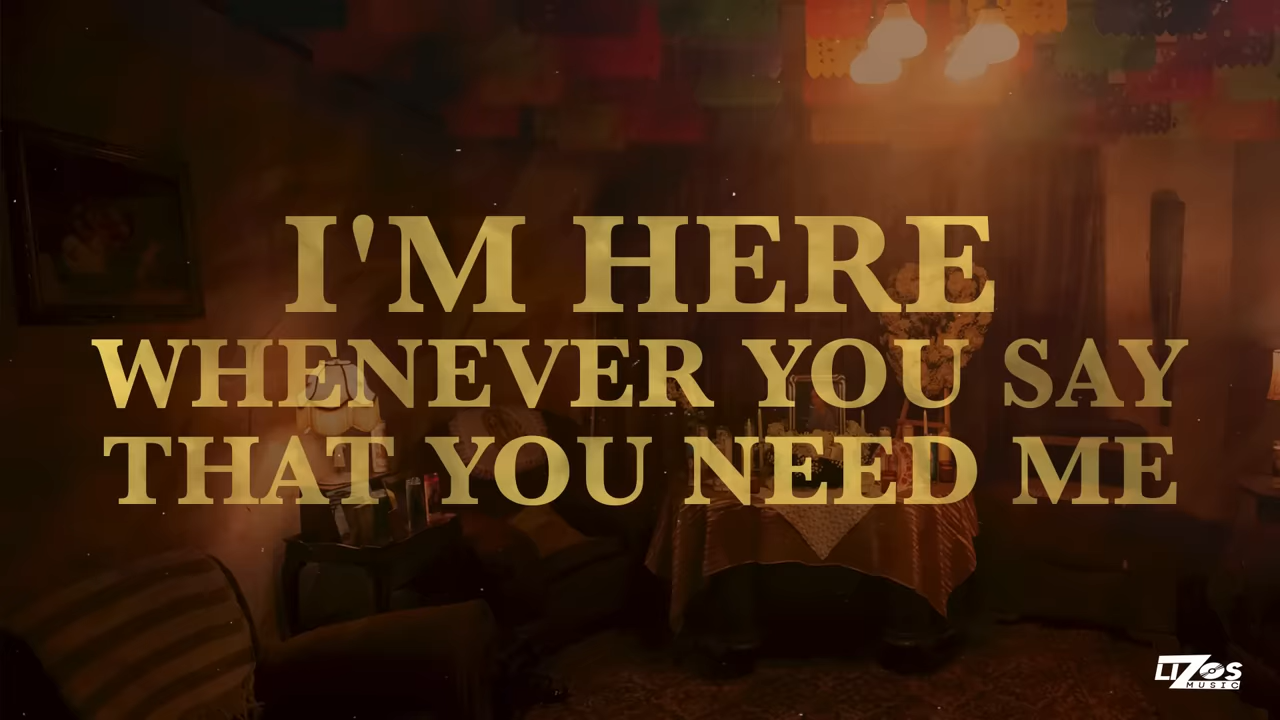 I'M HERE
WHENEVER YOU SAY
THAT YOU NEED ME
LIZOS
MUSIC